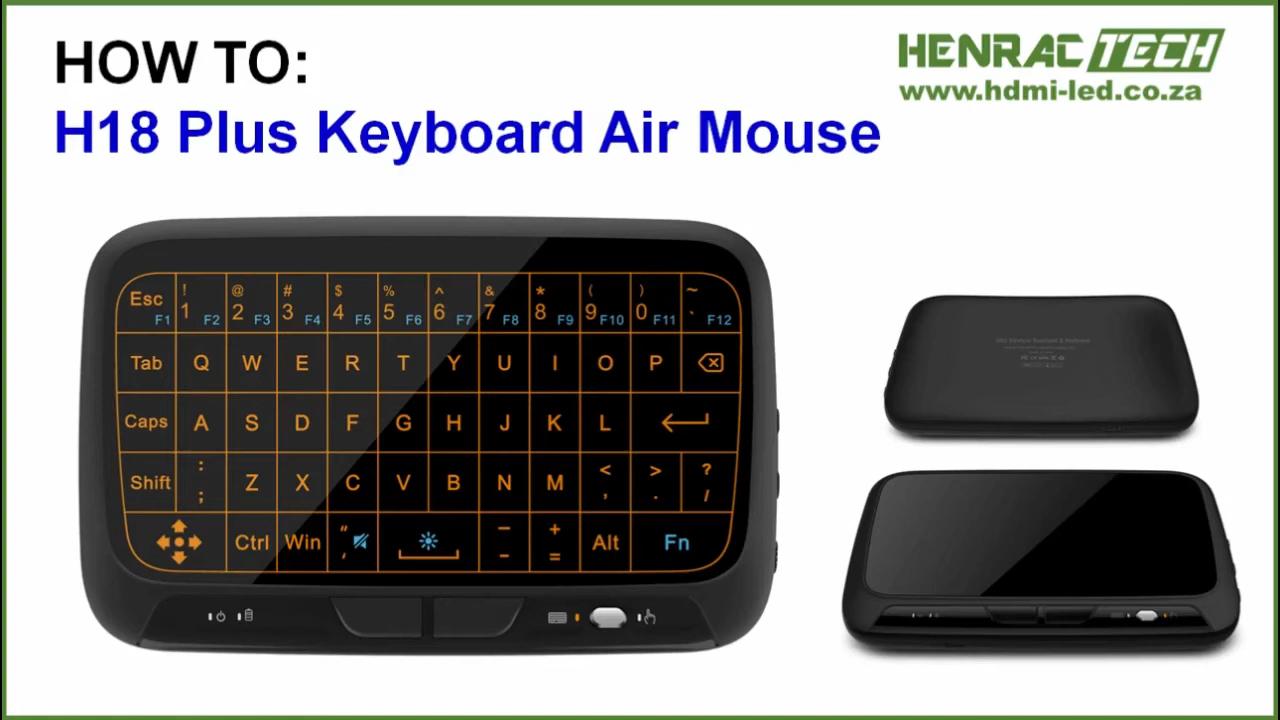 HOW TO:
H18 Plus Keyboard Air Mouse
HENRAC TECH
www.hdmi-led.co.za
! @ # $ % ^ & * ( ) ~
Esc F1 1 F2 2 F3 3 F4 4 F5 5 F6 6 F7 7 F8 8 F9 9 F10 0 F11 ` F12
Tab Q W E R T Y U I O P
Caps A S D F G H J K L
: < > ?
Shift ; Z X C V B N M , . /
" _ +
Ctrl Win ' - = Alt Fn